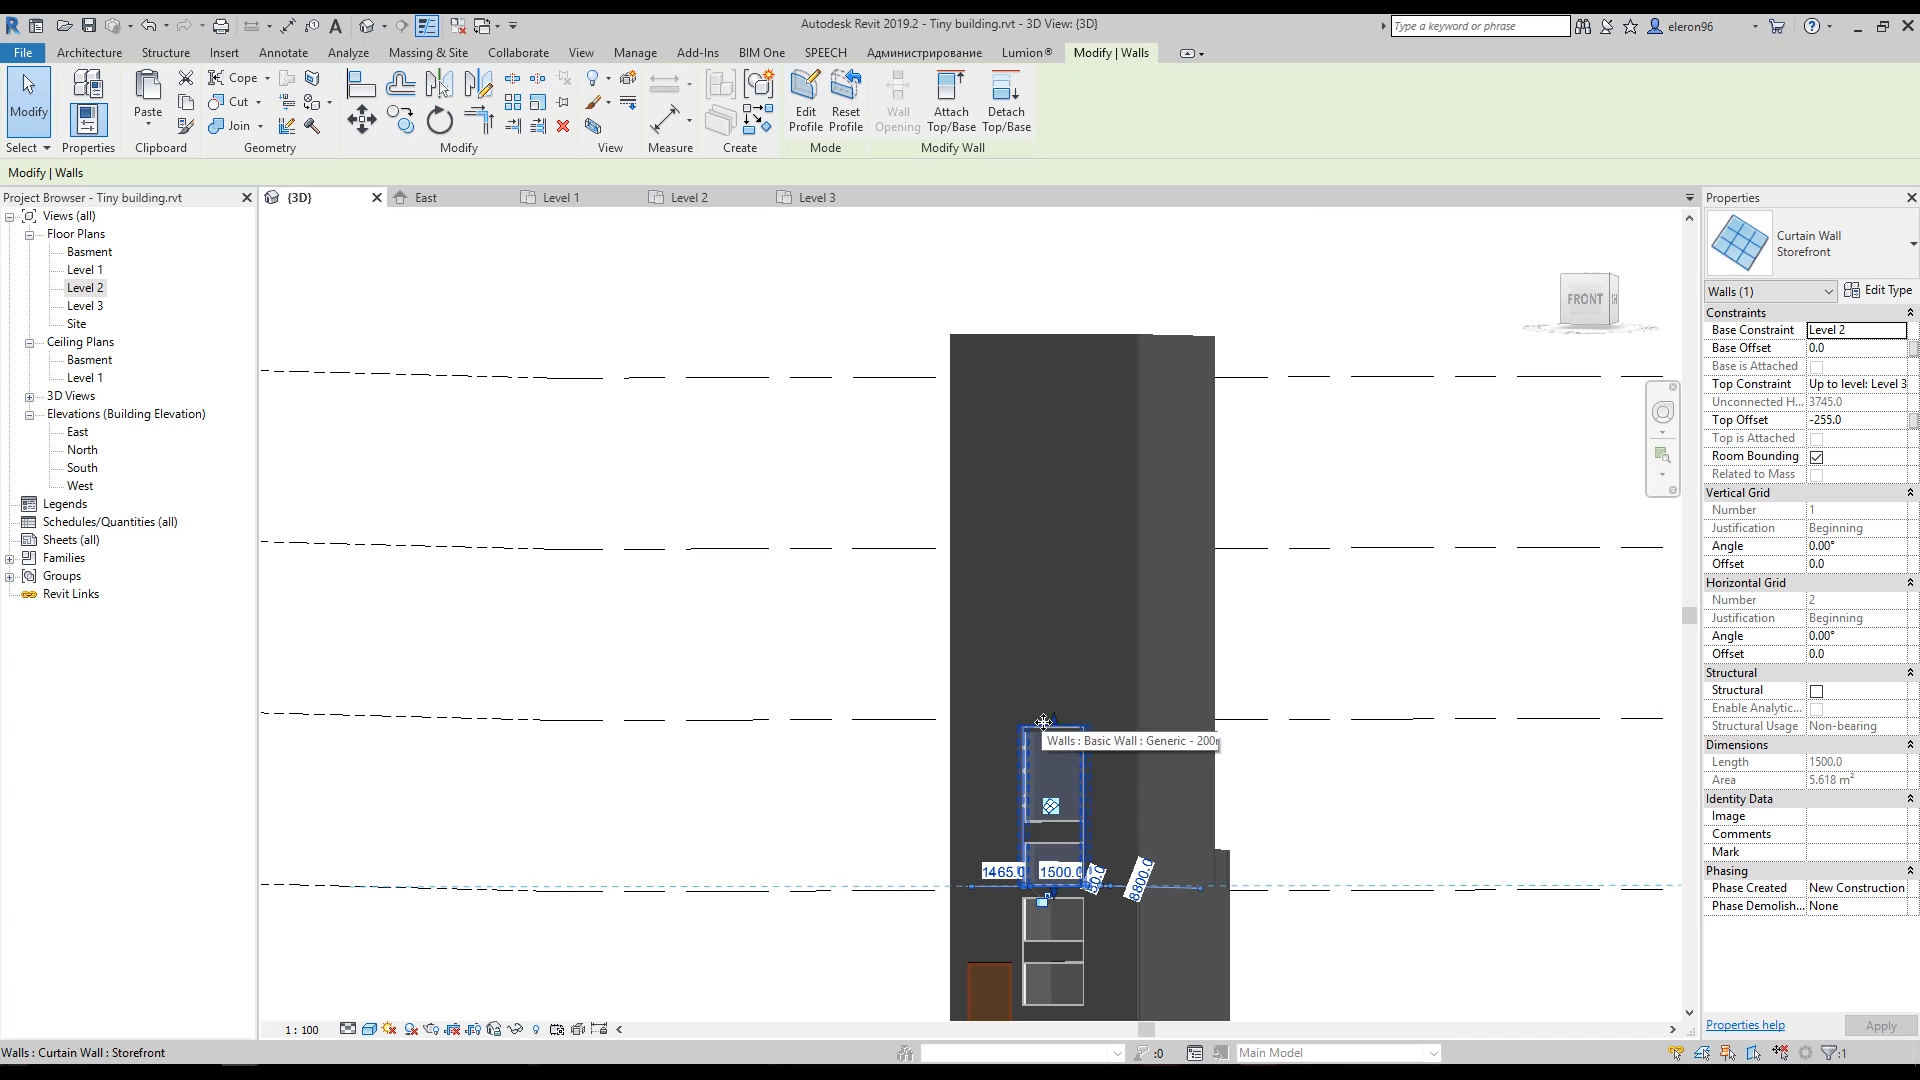 Autodesk Revit 2019.2 - Tiny building.rvt - 3D View: {3D}
Type a keyword or phrase
eleron96
File
Architecture
Structure
Insert
Annotate
Analyze
Massing & Site
Collaborate
View
Manage
Add-Ins
BIM One
SPEECH
Администрирование
Lumion®
Modify | Walls
Modify
Paste
Cope
Cut
Join
Edit
Profile
Reset
Profile
Wall
Opening
Attach
Top/Base
Detach
Top/Base
Select
Properties
Clipboard
Geometry
Modify
View
Measure
Create
Mode
Modify Wall
Modify | Walls
Project Browser - Tiny building.rvt
Views (all)
Floor Plans
Basment
Level 1
Level 2
Level 3
Site
Ceiling Plans
Basment
Level 1
3D Views
Elevations (Building Elevation)
East
North
South
West
Legends
Schedules/Quantities (all)
Sheets (all)
Families
Groups
Revit Links
{3D}
East
Level 1
Level 2
Level 3
FRONT
Walls : Basic Wall : Generic - 200
1465.0
1500.0
8800.0
Properties
Curtain Wall
Storefront
Walls (1)
Edit Type
Constraints
Base Constraint Level 2
Base Offset 0.0
Base is Attached
Top Constraint Up to level: Level 3
Unconnected H... 3745.0
Top Offset -255.0
Top is Attached
Room Bounding
Related to Mass
Vertical Grid
Number 1
Justification Beginning
Angle 0.00°
Offset 0.0
Horizontal Grid
Number 2
Justification Beginning
Angle 0.00°
Offset 0.0
Structural
Structural
Enable Analytic...
Structural Usage Non-bearing
Dimensions
Length 1500.0
Area 5.618 m²
Identity Data
Image
Comments
Mark
Phasing
Phase Created New Construction
Phase Demolish... None
Properties help
Apply
1 : 100
Walls : Curtain Wall : Storefront
:0
Main Model
:1